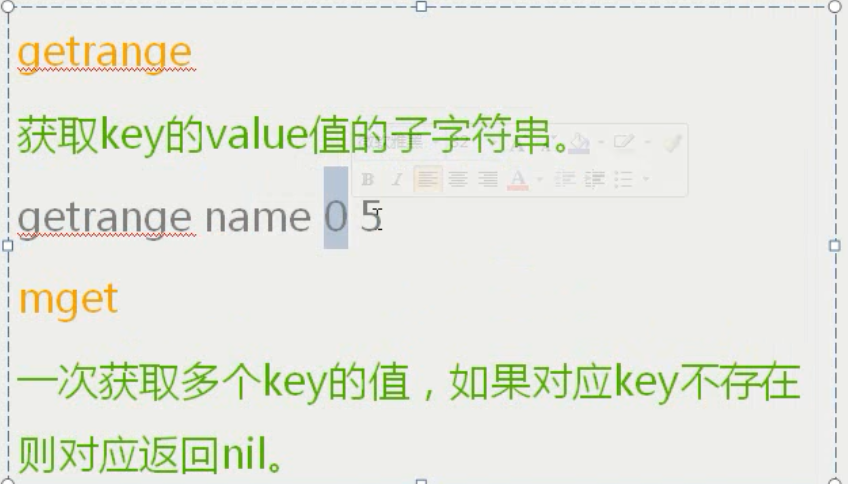 getrange
获取key的value值的子字符串。
getrange name 0 5
mget
一次获取多个key的值，如果对应key不存在
则对应返回nil。